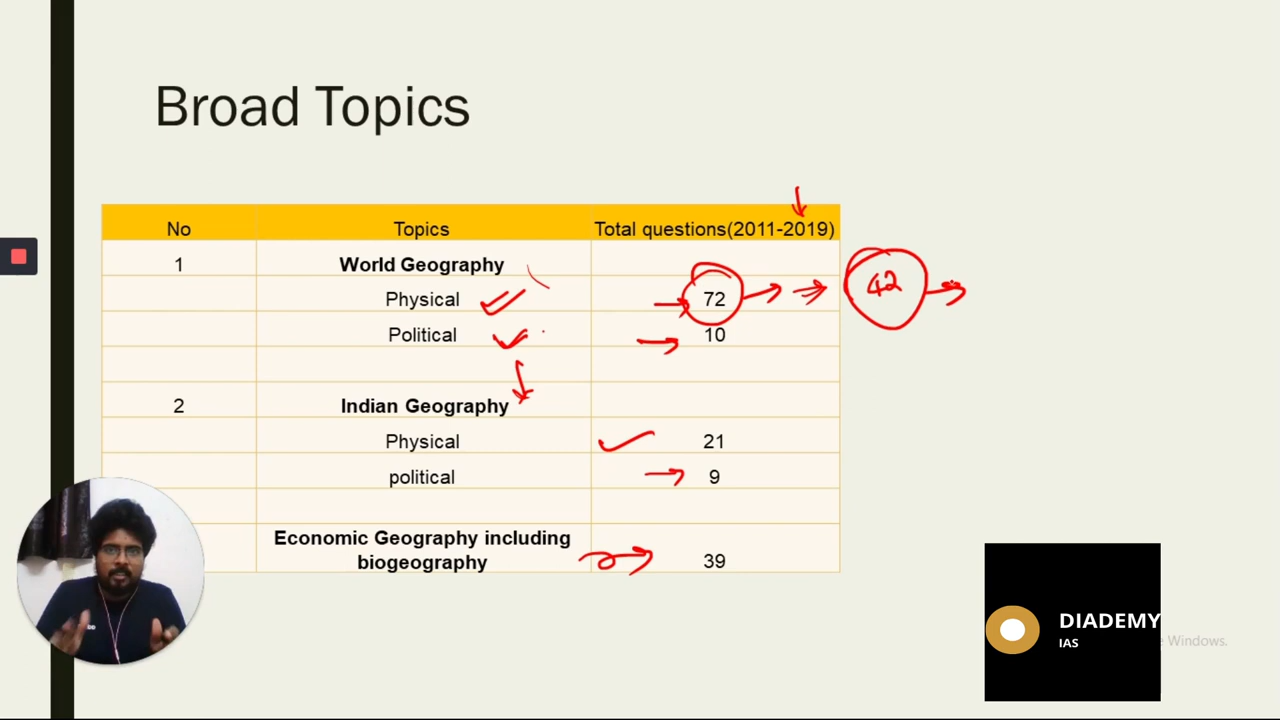 Broad Topics
No Topics Total questions(2011-2019)
1 World Geography
Physical 72 42
Political 10
2 Indian Geography
Physical 21
political 9
Economic Geography including
biogeography 39
DIADEMY
IAS
Windows.